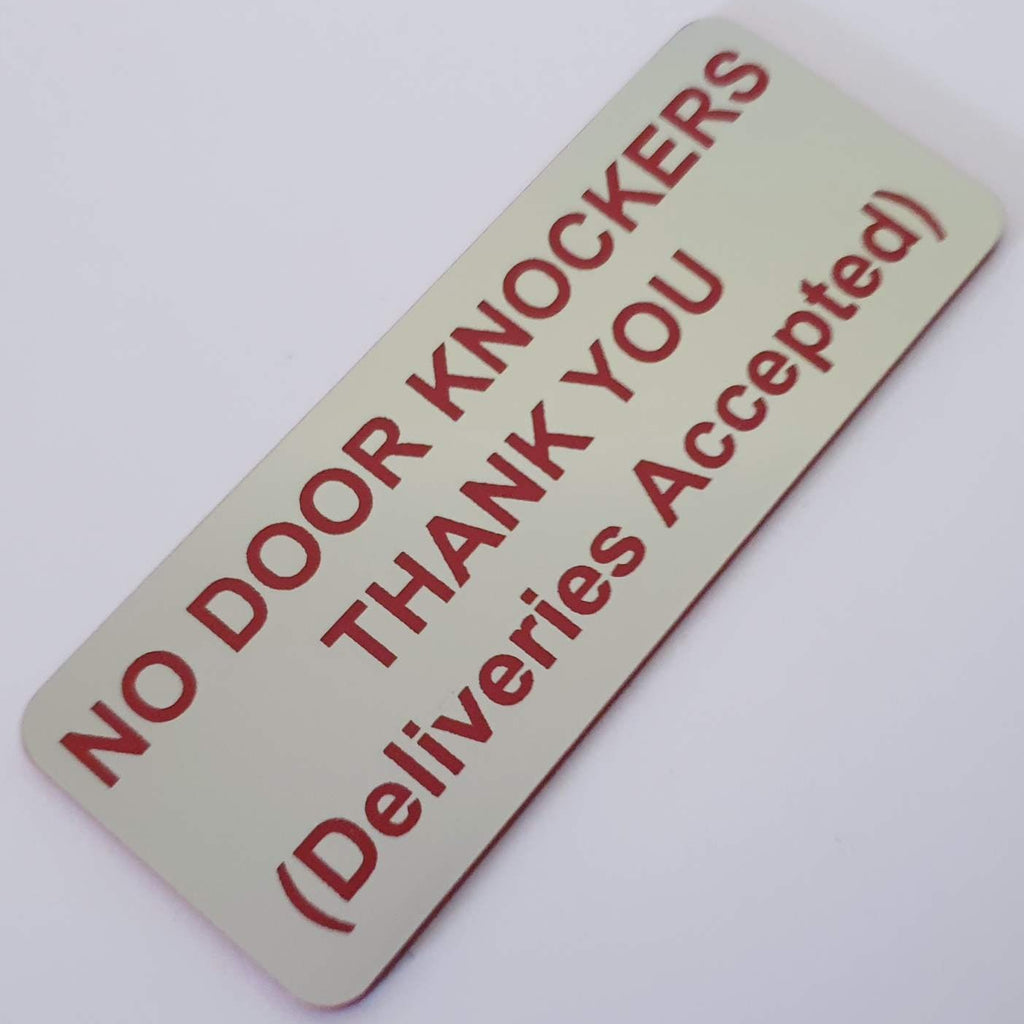 NO DOOR KNOCKERS
THANK YOU
(Deliveries Accepted)